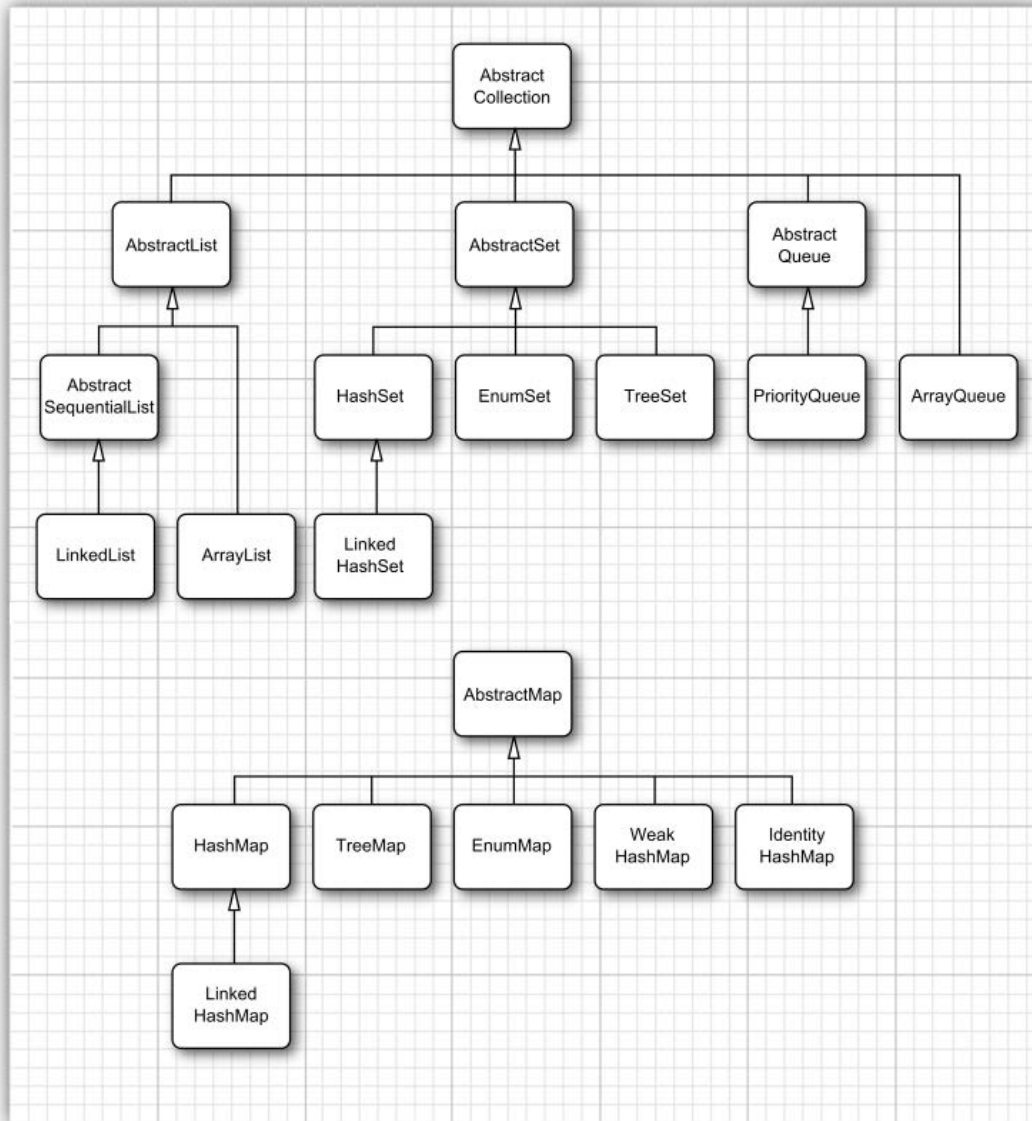 Abstract
Collection
AbstractList
AbstractSet
Abstract
Queue
Abstract
SequentialList
HashSet
EnumSet
TreeSet
PriorityQueue
ArrayQueue
LinkedList
ArrayList
Linked
HashSet
AbstractMap
HashMap
TreeMap
EnumMap
Weak
HashMap
Identity
HashMap
Linked
HashMap